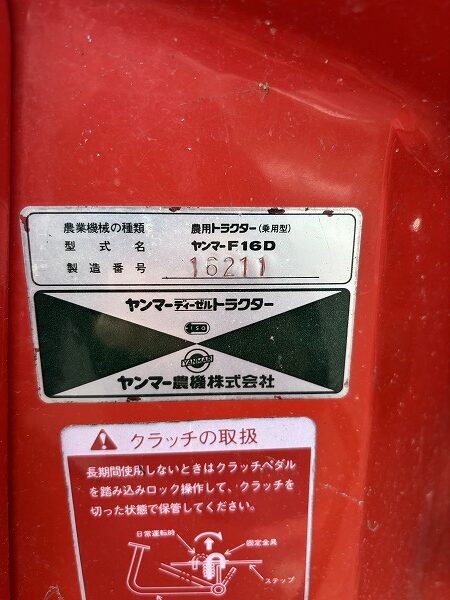 農業機械の種類 農用トラクター(乗用型)
型式名 ヤンマーF16D
製造番号 16211
ヤンマーディーゼルトラクター
ISO
YANMAR
ヤンマー農機株式会社
クラッチの取扱
長期間使用しないときはクラッチペダル
を踏み込みロック操作して、クラッチを
切った状態で保管してください。
日常運転時 固定金具
ステップ